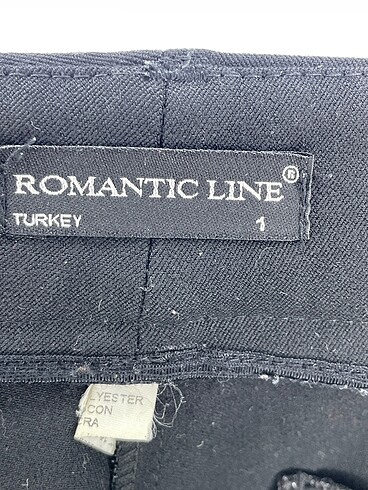 ROMANTIC LINE®
TURKEY 1
LYESTER
CON
RA